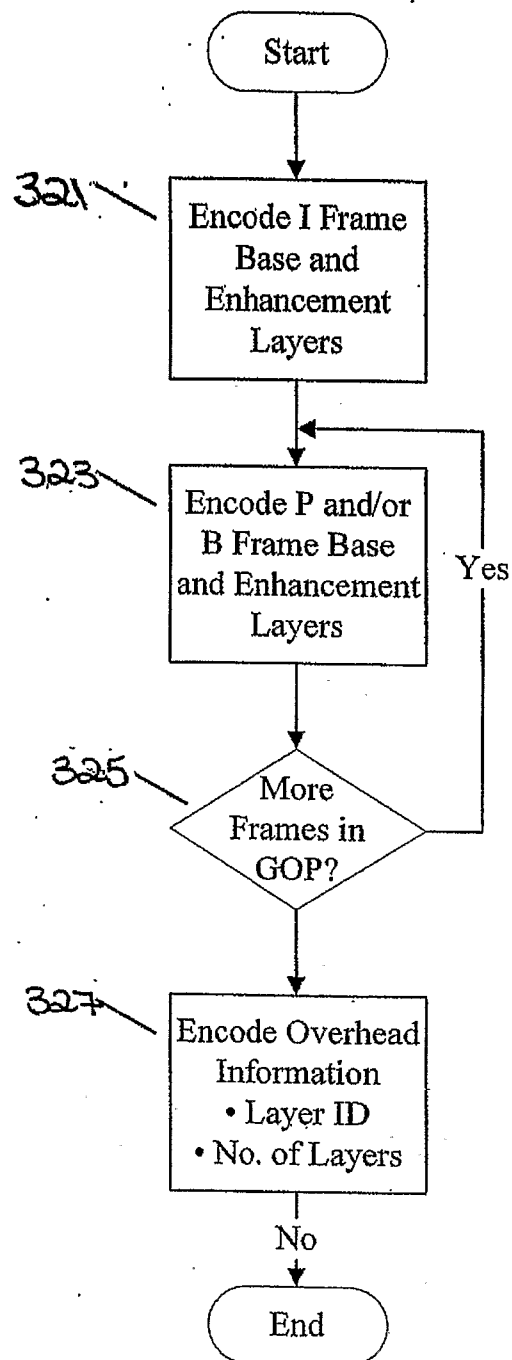 Start
321
Encode I Frame
Base and
Enhancement
Layers
323
Encode P and/or
B Frame Base
and Enhancement
Layers
Yes
325
More
Frames in
GOP?
327
Encode Overhead
Information
• Layer ID
• No. of Layers
No
End